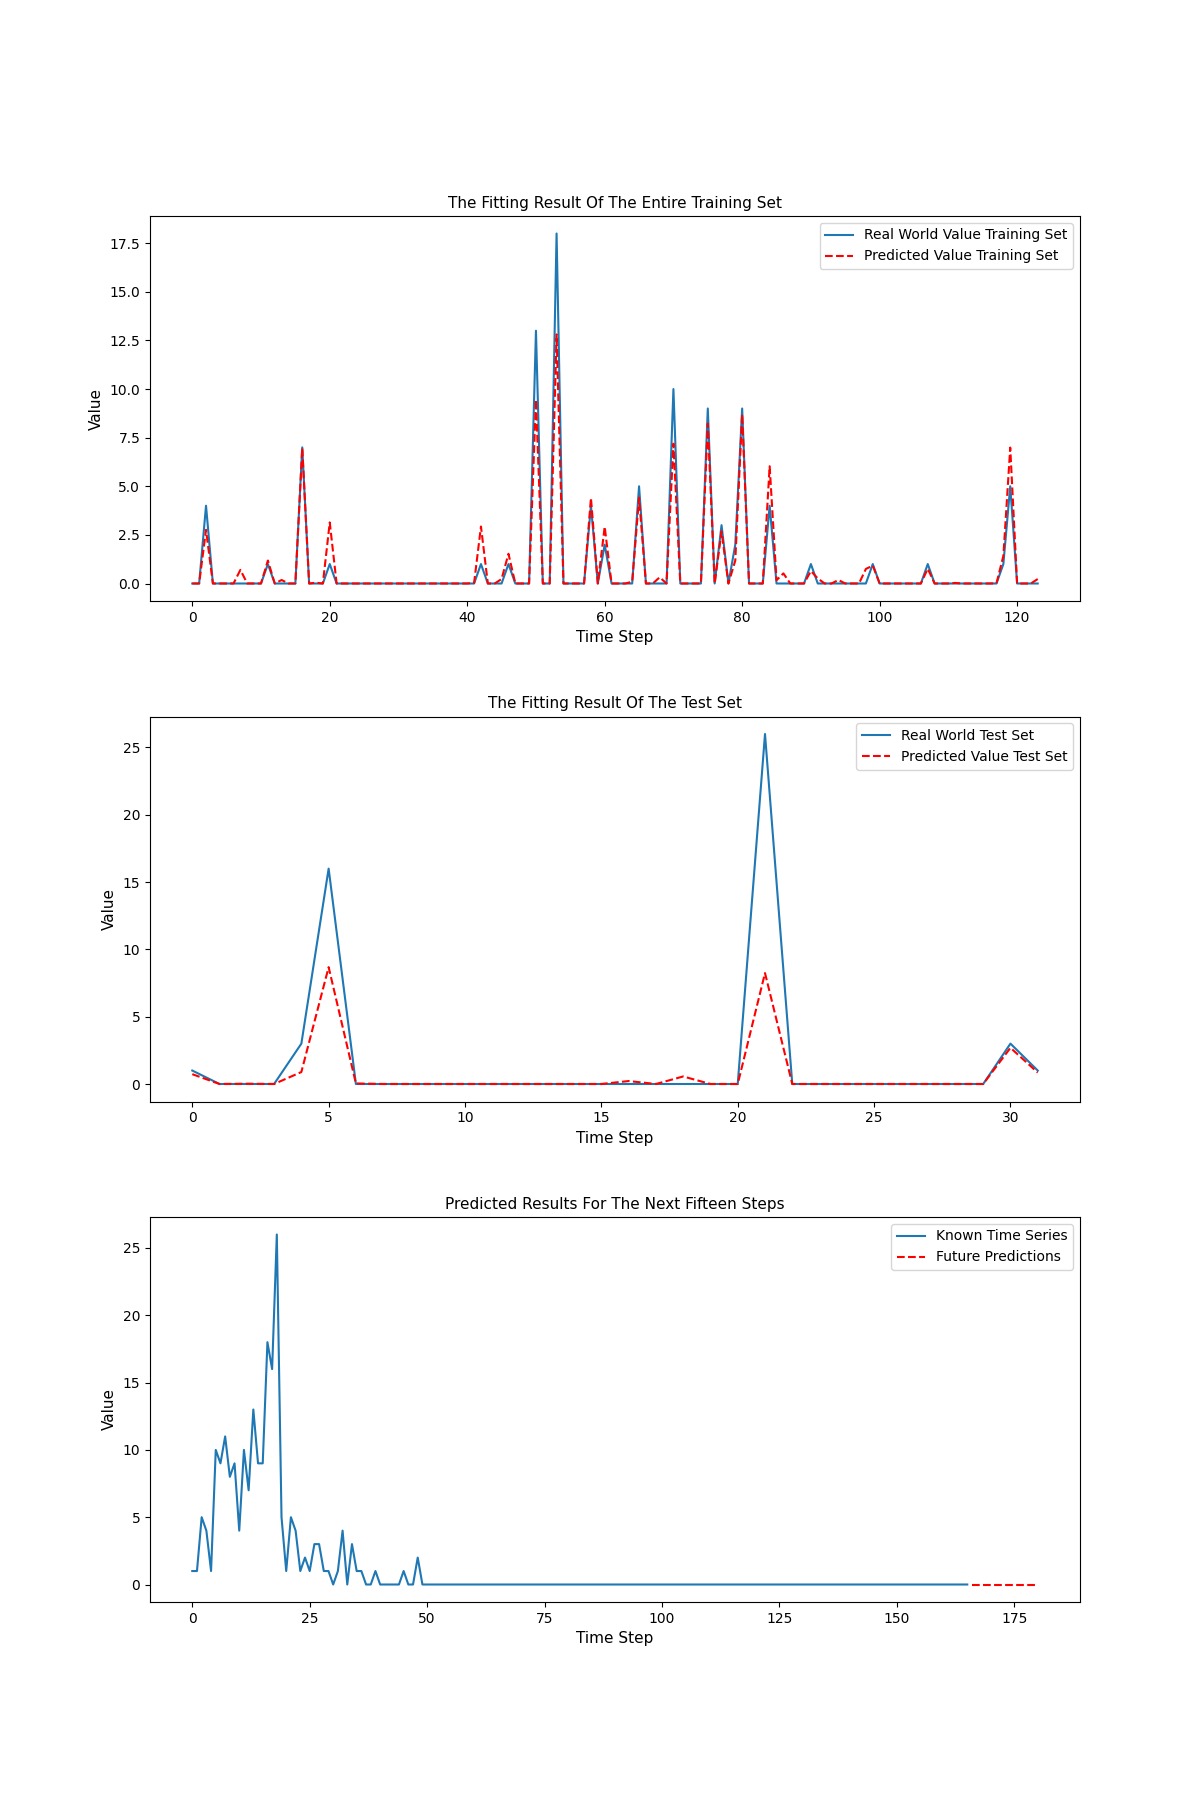 The Fitting Result Of The Entire Training Set
Real World Value Training Set
Predicted Value Training Set
17.5
15.0
12.5
10.0
7.5
5.0
2.5
0.0
Value
0 20 40 60 80 100 120
Time Step
The Fitting Result Of The Test Set
Real World Test Set
Predicted Value Test Set
25
20
15
10
5
0
Value
0 5 10 15 20 25 30
Time Step
Predicted Results For The Next Fifteen Steps
Known Time Series
Future Predictions
25
20
15
10
5
0
Value
0 25 50 75 100 125 150 175
Time Step